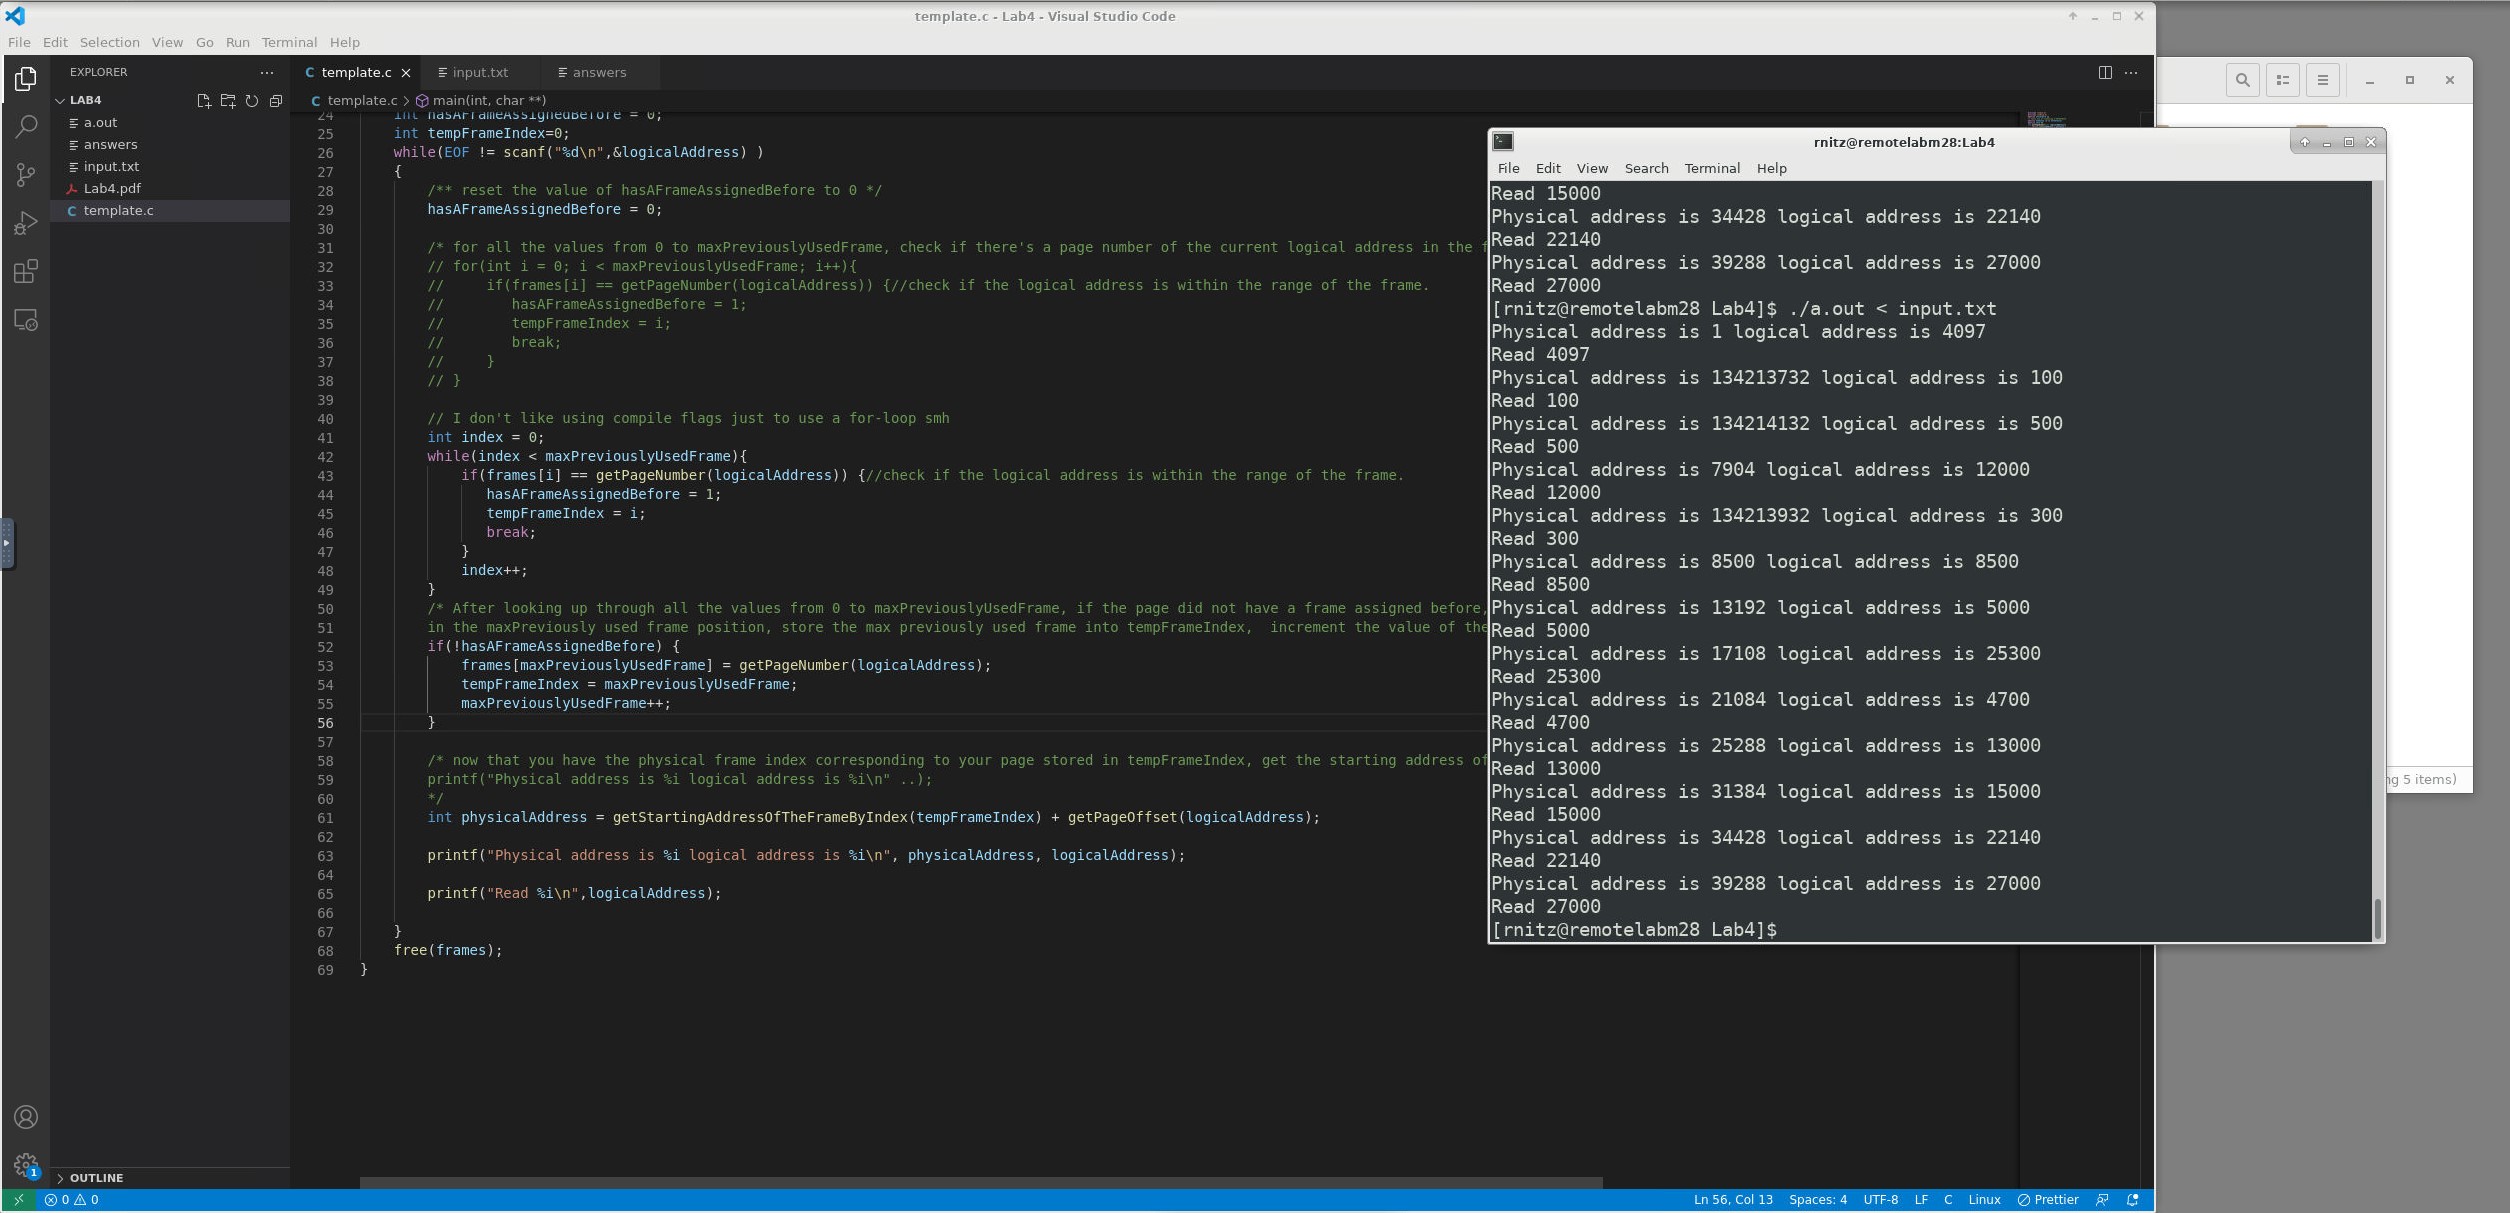 template.c - Lab4 - Visual Studio Code
File Edit Selection View Go Run Terminal Help
EXPLORER
LAB4
a.out
answers
input.txt
Lab4.pdf
template.c
OUTLINE
template.c input.txt answers
template.c > main(int, char **)
24 int hasAFrameAssignedBefore = 0;
25 int tempFrameIndex=0;
26 while(EOF != scanf("%d\n",&logicalAddress) )
27 {
28 /** reset the value of hasAFrameAssignedBefore to 0 */
29 hasAFrameAssignedBefore = 0;
30
31 /* for all the values from 0 to maxPreviouslyUsedFrame, check if there's a page number of the current logical address in the f
32 // for(int i = 0; i < maxPreviouslyUsedFrame; i++){
33 // if(frames[i] == getPageNumber(logicalAddress)) {//check if the logical address is within the range of the frame.
34 // hasAFrameAssignedBefore = 1;
35 // tempFrameIndex = i;
36 // break;
37 // }
38 // }
39
40 // I don't like using compile flags just to use a for-loop smh
41 int index = 0;
42 while(index < maxPreviouslyUsedFrame){
43 if(frames[i] == getPageNumber(logicalAddress)) {//check if the logical address is within the range of the frame.
44 hasAFrameAssignedBefore = 1;
45 tempFrameIndex = i;
46 break;
47 }
48 index++;
49 }
50 /* After looking up through all the values from 0 to maxPreviouslyUsedFrame, if the page did not have a frame assigned before,
51 in the maxPreviously used frame position, store the max previously used frame into tempFrameIndex, increment the value of the
52 if(!hasAFrameAssignedBefore) {
53 frames[maxPreviouslyUsedFrame] = getPageNumber(logicalAddress);
54 tempFrameIndex = maxPreviouslyUsedFrame;
55 maxPreviouslyUsedFrame++;
56 }
57
58 /* now that you have the physical frame index corresponding to your page stored in tempFrameIndex, get the starting address of
59 printf("Physical address is %i logical address is %i\n" ..);
60 */
61 int physicalAddress = getStartingAddressOfTheFrameByIndex(tempFrameIndex) + getPageOffset(logicalAddress);
62
63 printf("Physical address is %i logical address is %i\n", physicalAddress, logicalAddress);
64
65 printf("Read %i\n",logicalAddress);
66
67 }
68 free(frames);
69 }
rnitz@remotelabm28:Lab4
File Edit View Search Terminal Help
Read 15000
Physical address is 34428 logical address is 22140
Read 22140
Physical address is 39288 logical address is 27000
Read 27000
[rnitz@remotelabm28 Lab4]$ ./a.out < input.txt
Physical address is 1 logical address is 4097
Read 4097
Physical address is 134213732 logical address is 100
Read 100
Physical address is 134214132 logical address is 500
Read 500
Physical address is 7904 logical address is 12000
Read 12000
Physical address is 134213932 logical address is 300
Read 300
Physical address is 8500 logical address is 8500
Read 8500
Physical address is 13192 logical address is 5000
Read 5000
Physical address is 17108 logical address is 25300
Read 25300
Physical address is 21084 logical address is 4700
Read 4700
Physical address is 25288 logical address is 13000
Read 13000
Physical address is 31384 logical address is 15000
Read 15000
Physical address is 34428 logical address is 22140
Read 22140
Physical address is 39288 logical address is 27000
Read 27000
[rnitz@remotelabm28 Lab4]$
ng 5 items)
1
0 0
Ln 56, Col 13 Spaces: 4 UTF-8 LF C Linux Prettier